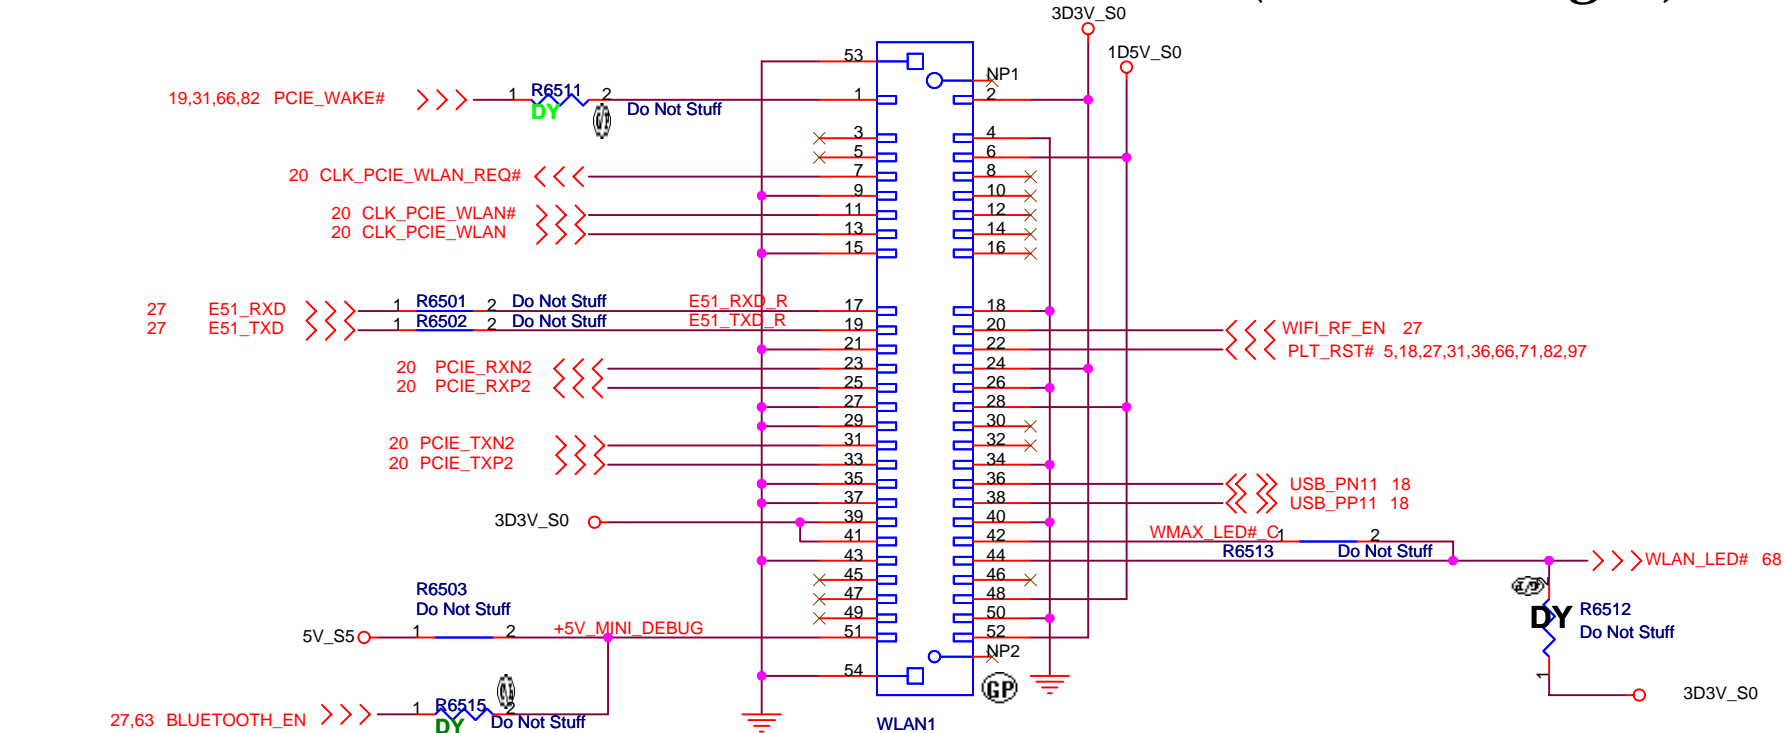 3D3V_S0
1D5V_S0
53
NP1
19,31,66,82 PCIE_WAKE# 1 R6511 2 Do Not Stuff 1 2
DY
3 4
5 6
20 CLK_PCIE_WLAN_REQ# 7 8
9 10
20 CLK_PCIE_WLAN# 11 12
20 CLK_PCIE_WLAN 13 14
15 16
27 E51_RXD 1 R6501 2 Do Not Stuff E51_RXD_R 17 18
27 E51_TXD 1 R6502 2 Do Not Stuff E51_TXD_R 19 20 WIFI_RF_EN 27
21 22 PLT_RST# 5,18,27,31,36,66,71,82,97
20 PCIE_RXN2 23 24
20 PCIE_RXP2 25 26
27 28
29 30
20 PCIE_TXN2 31 32
20 PCIE_TXP2 33 34
35 36 USB_PN11 18
37 38 USB_PP11 18
3D3V_S0 39 40
41 42 WMAX_LED#_C 1 2
R6513 Do Not Stuff
43 44 WLAN_LED# 68
45 46
R6503
Do Not Stuff
47 48
49 50
2
R6512
DY
Do Not Stuff
1
5V_S5 1 2 +5V_MINI_DEBUG 51 52
NP2
54
GP
3D3V_S0
27,63 BLUETOOTH_EN 1 R6515 2 Do Not Stuff
DY
WLAN1